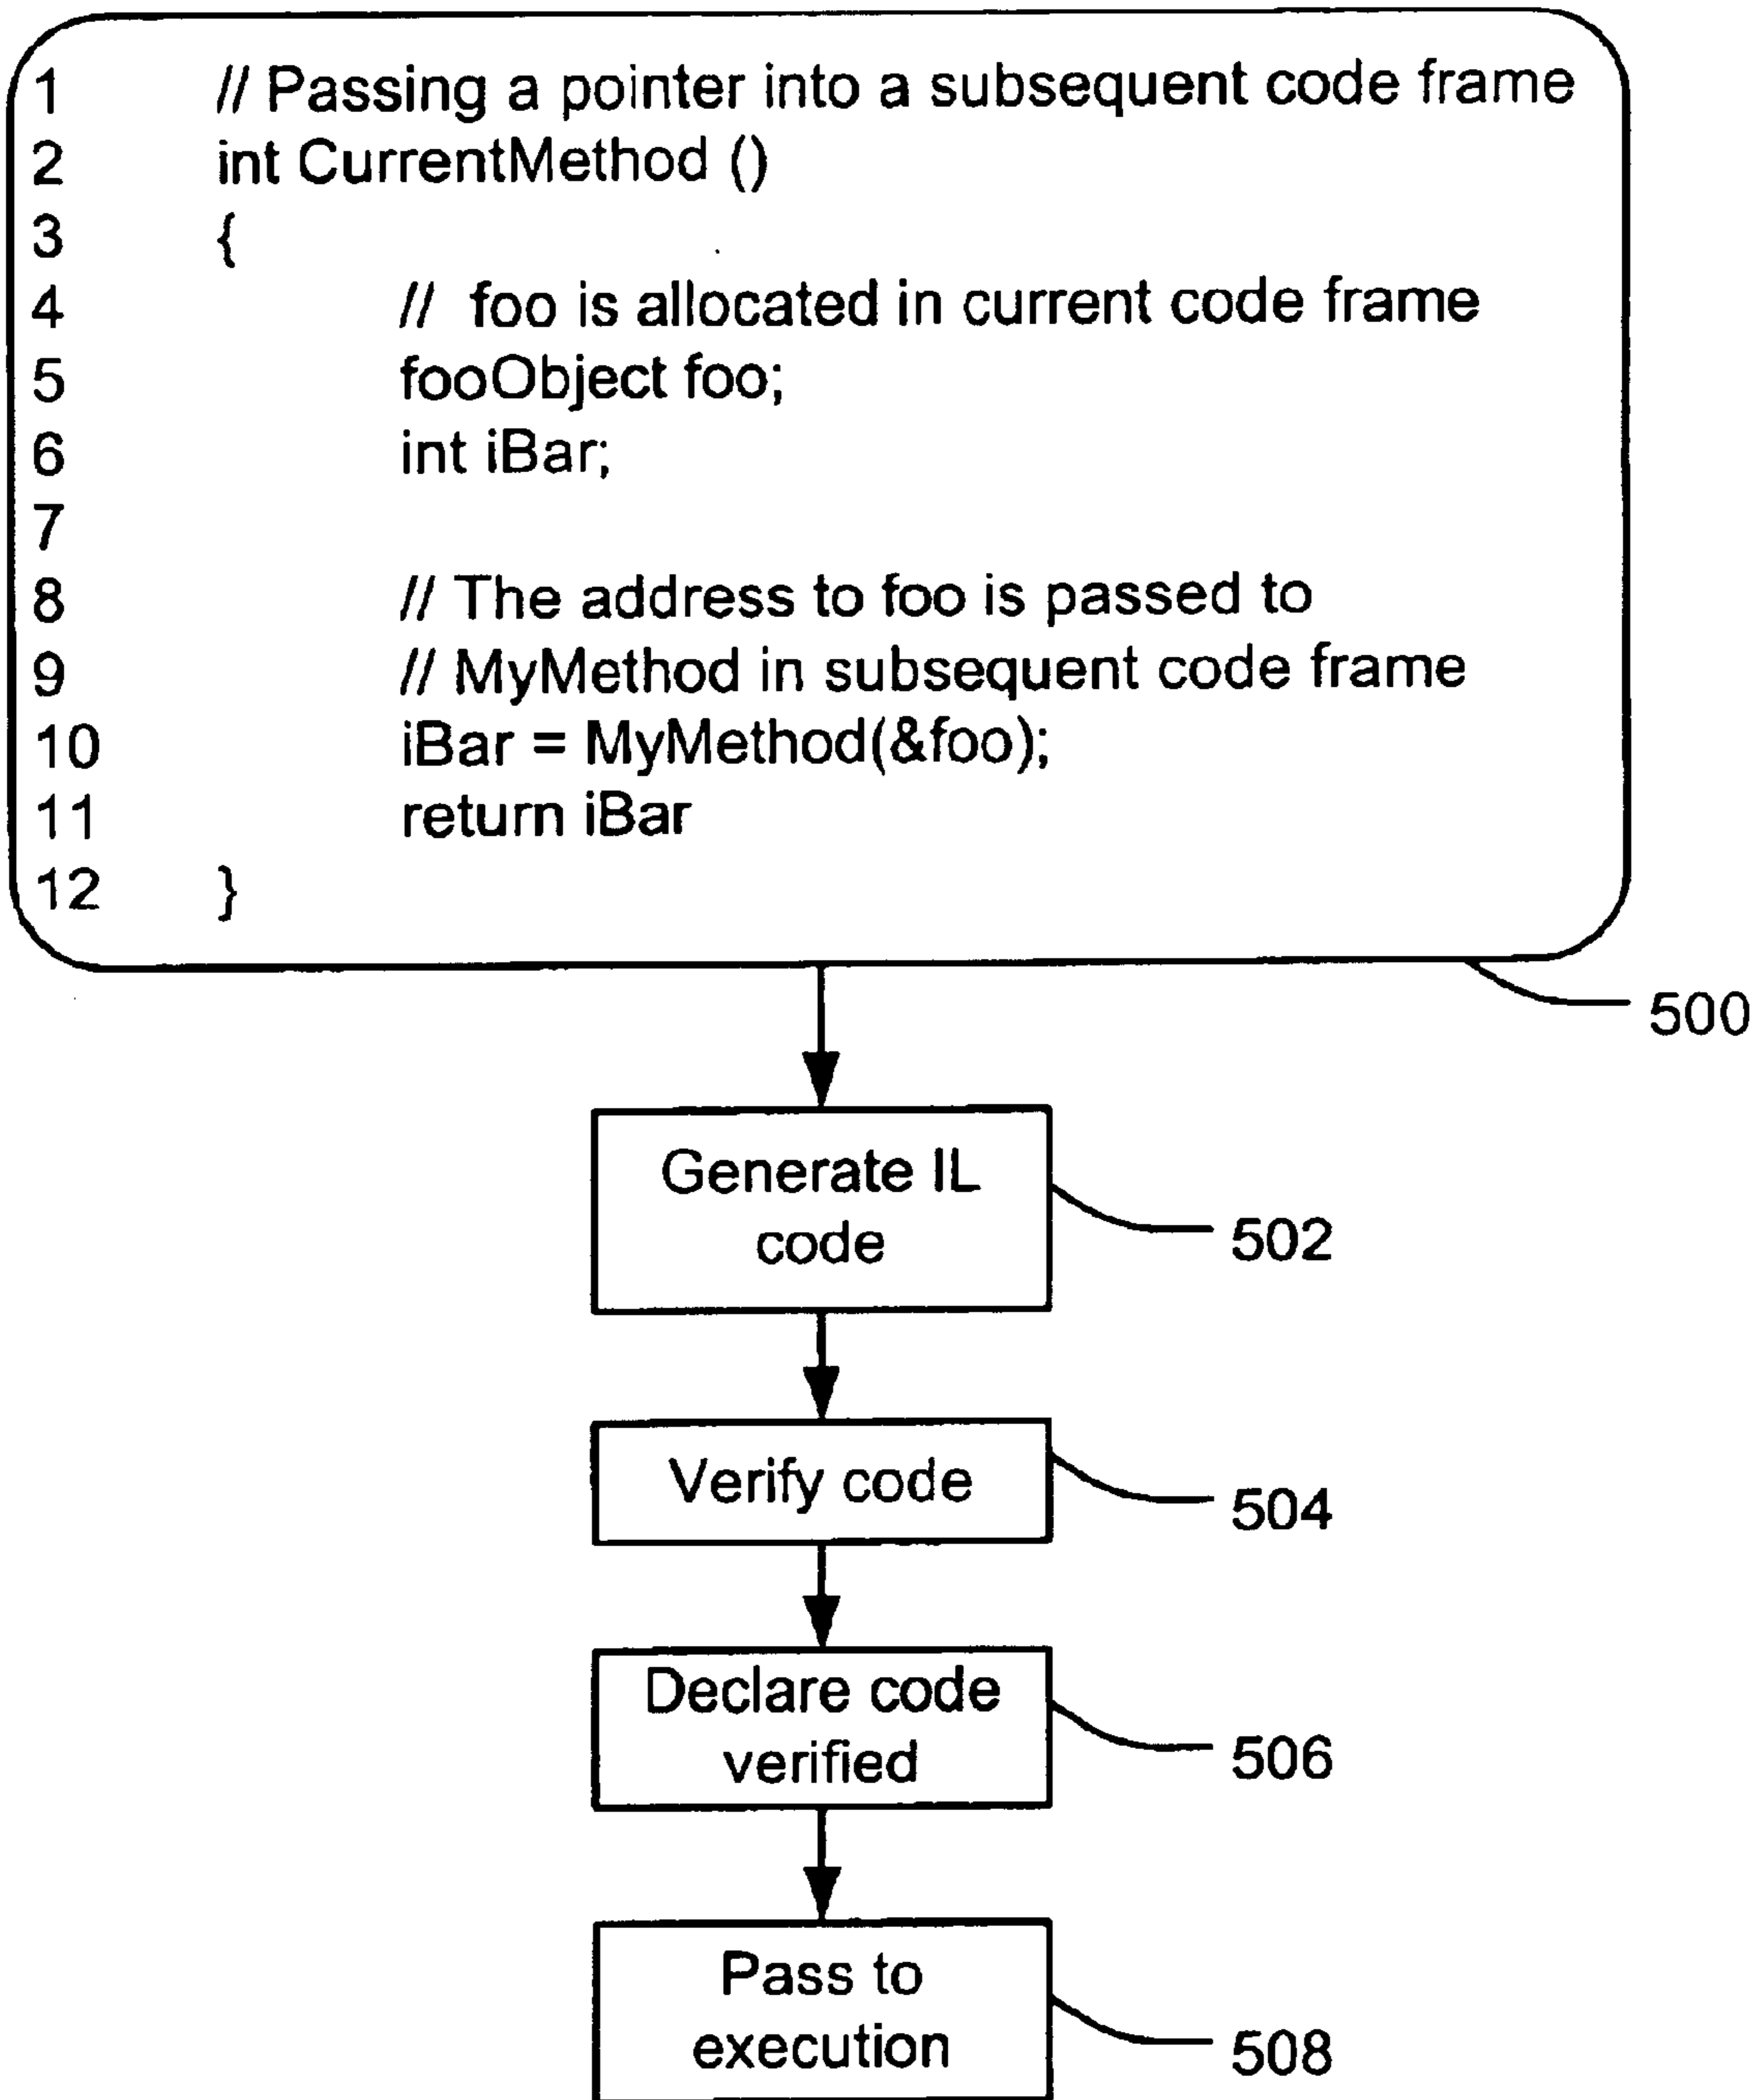 1 // Passing a pointer into a subsequent code frame
2 int CurrentMethod ()
3 {
4 // foo is allocated in current code frame
5 fooObject foo;
6 int iBar;
7
8 // The address to foo is passed to
9 // MyMethod in subsequent code frame
10 iBar = MyMethod(&foo);
11 return iBar
12 }
500
Generate IL
code
502
Verify code
504
Declare code
verified
506
Pass to
execution
508